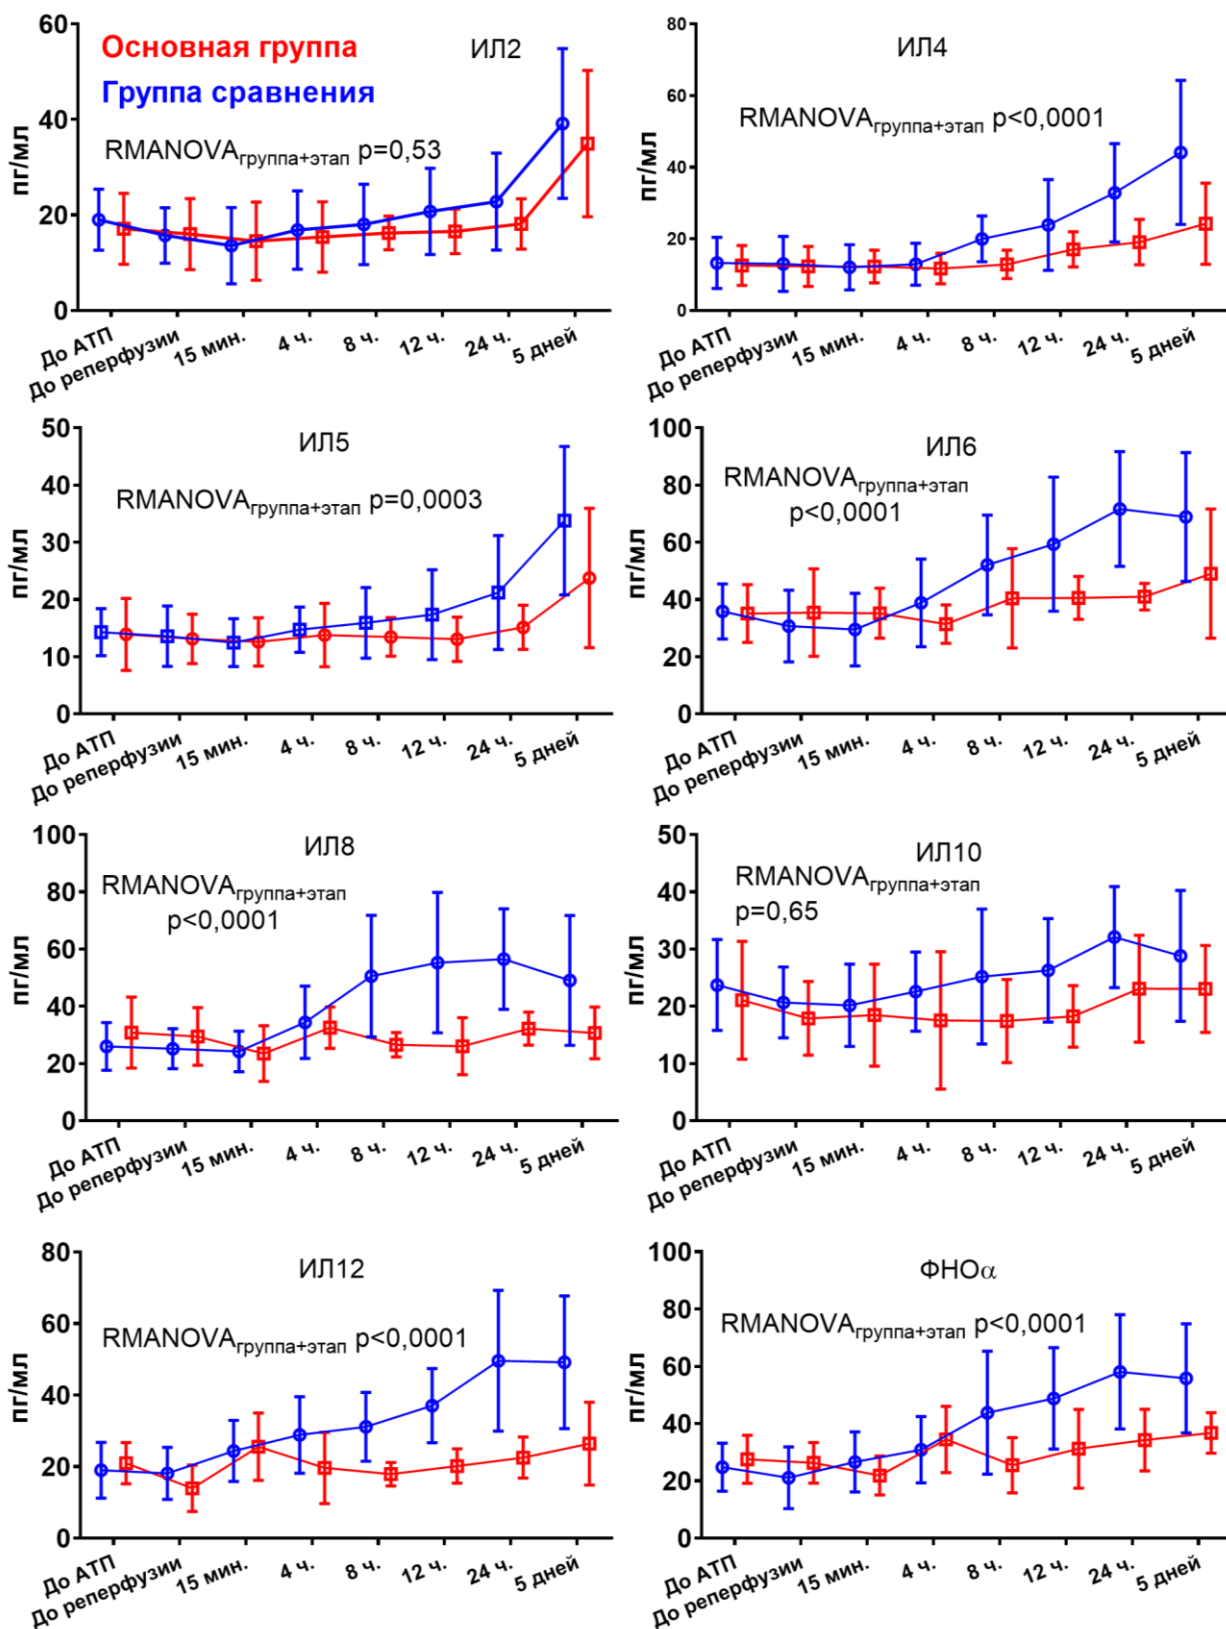 Основная группа
Группа сравнения
ИЛ2
RMANOVAгруппа+этап p=0,53
пг/мл
60
40
20
0
До АТП
До реперфузии
15 мин.
4 ч.
8 ч.
12 ч.
24 ч.
5 дней
ИЛ4
RMANOVAгруппа+этап p<0,0001
пг/мл
80
60
40
20
0
До АТП
До реперфузии
15 мин.
4 ч.
8 ч.
12 ч.
24 ч.
5 дней
ИЛ5
RMANOVAгруппа+этап p=0,0003
пг/мл
50
40
30
20
10
0
До АТП
До реперфузии
15 мин.
4 ч.
8 ч.
12 ч.
24 ч.
5 дней
ИЛ6
RMANOVAгруппа+этап
p<0,0001
пг/мл
100
80
60
40
20
0
До АТП
До реперфузии
15 мин.
4 ч.
8 ч.
12 ч.
24 ч.
5 дней
ИЛ8
RMANOVAгруппа+этап
p<0,0001
пг/мл
100
80
60
40
20
0
До АТП
До реперфузии
15 мин.
4 ч.
8 ч.
12 ч.
24 ч.
5 дней
ИЛ10
RMANOVAгруппа+этап
p=0,65
пг/мл
50
40
30
20
10
0
До АТП
До реперфузии
15 мин.
4 ч.
8 ч.
12 ч.
24 ч.
5 дней
ИЛ12
RMANOVAгруппа+этап p<0,0001
пг/мл
80
60
40
20
0
До АТП
До реперфузии
15 мин.
4 ч.
8 ч.
12 ч.
24 ч.
5 дней
ФНОα
RMANOVAгруппа+этап p<0,0001
пг/мл
100
80
60
40
20
0
До АТП
До реперфузии
15 мин.
4 ч.
8 ч.
12 ч.
24 ч.
5 дней